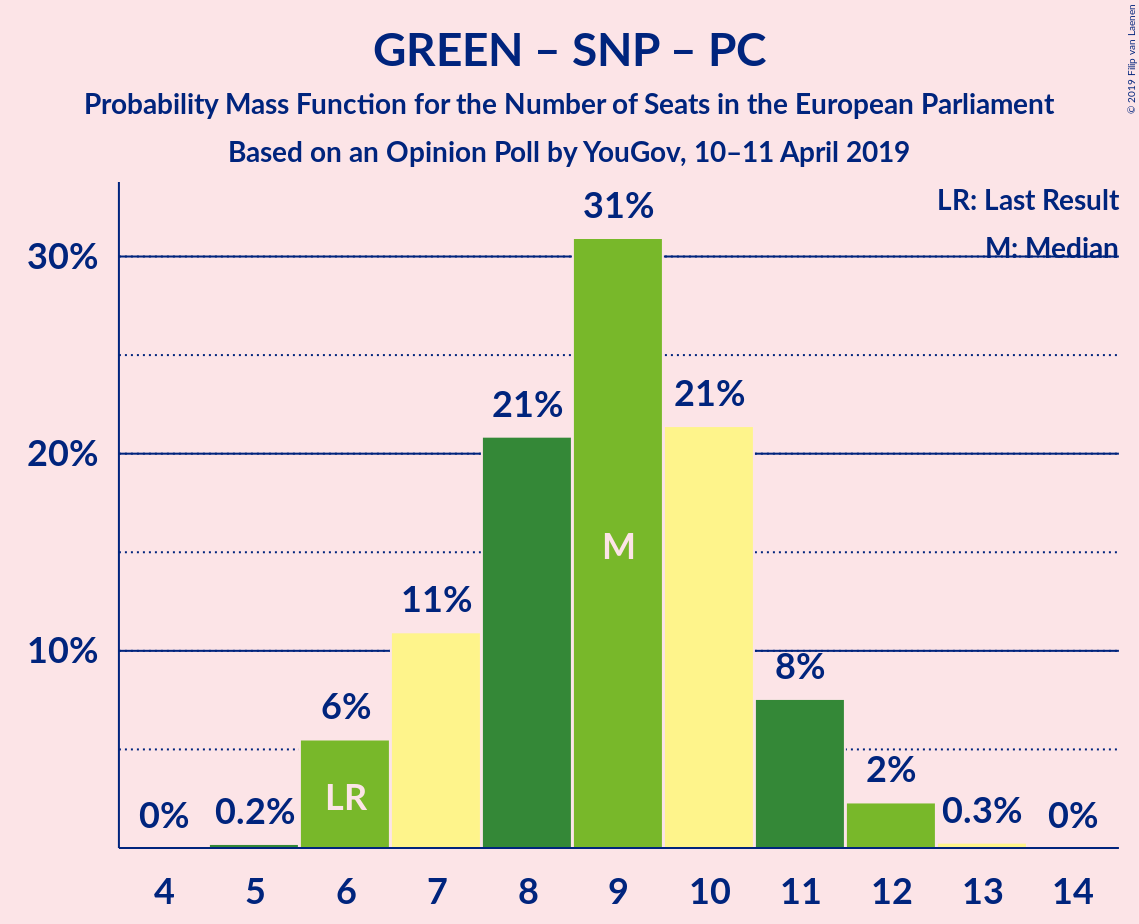 GREEN – SNP – PC
Probability Mass Function for the Number of Seats in the European Parliament
Based on an Opinion Poll by YouGov, 10–11 April 2019
© 2019 Filip van Laenen
LR: Last Result
M: Median
30%
20%
10%
0%
0.2%
6%
11%
21%
31%
21%
8%
2%
0.3%
0%
LR
M
4 5 6 7 8 9 10 11 12 13 14